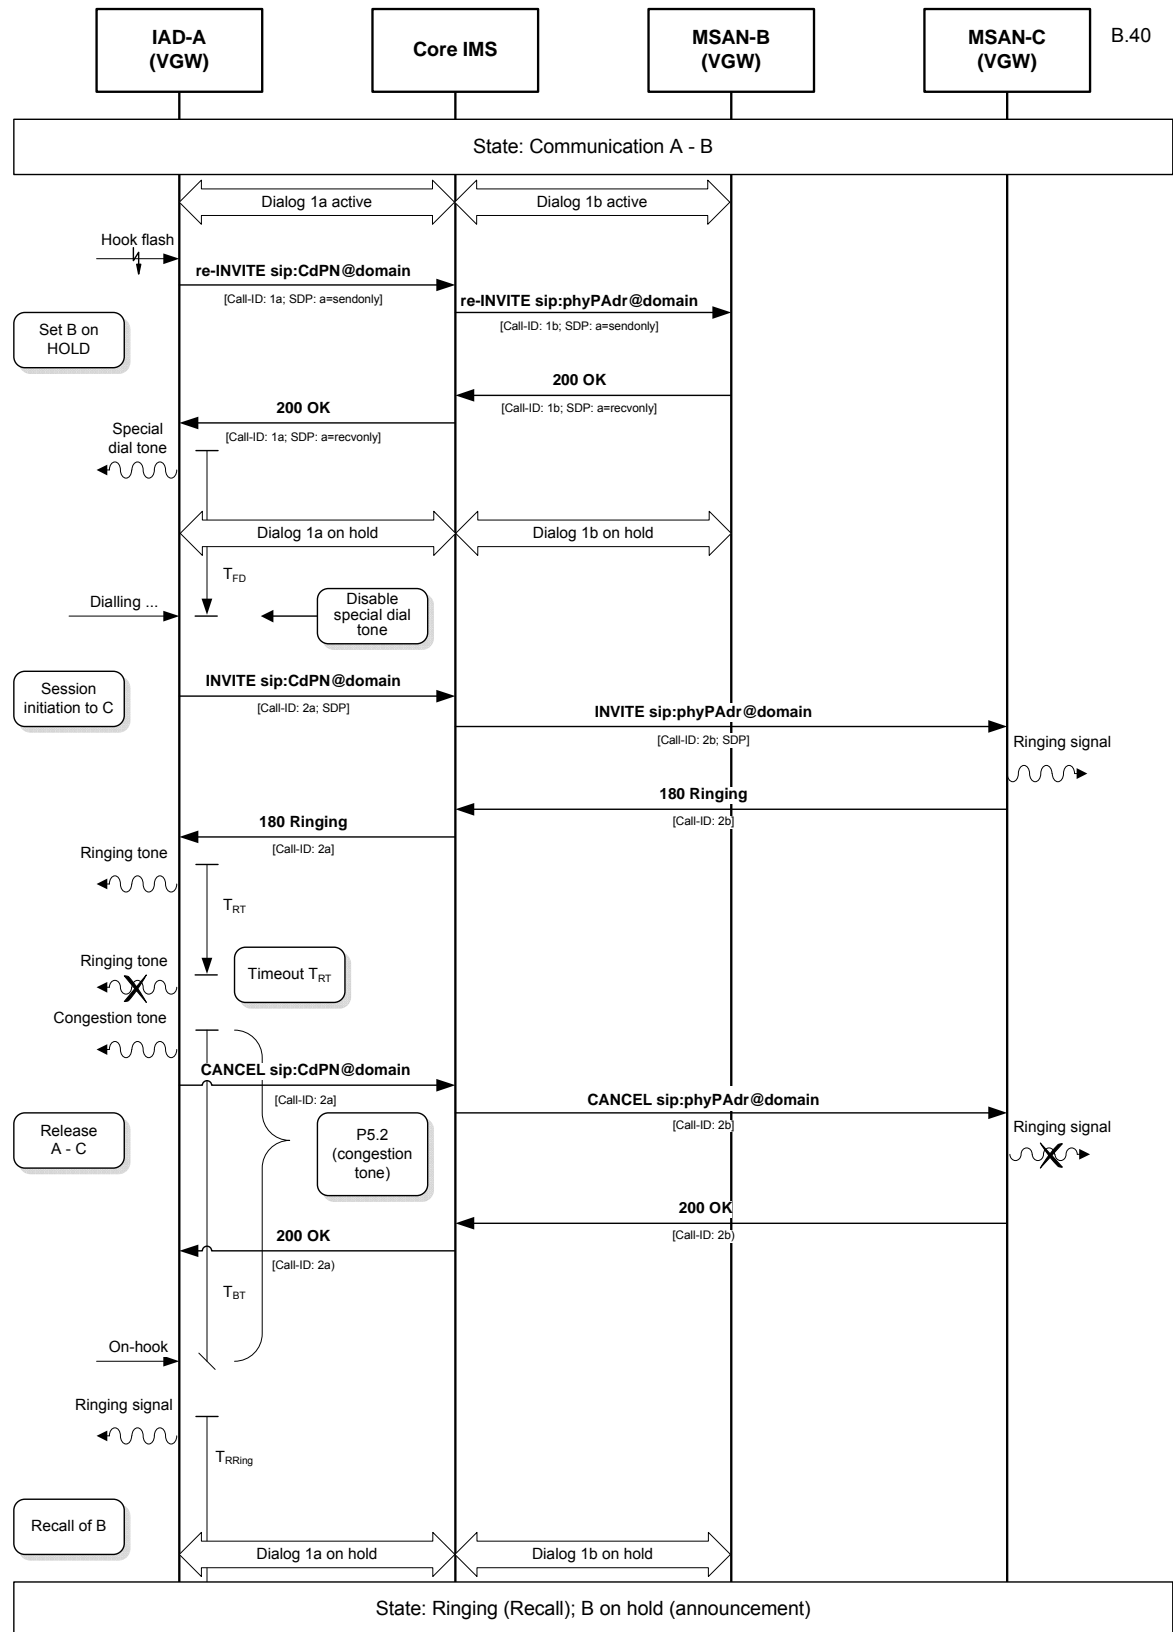 IAD-A
(VGW)
Core IMS
MSAN-B
(VGW)
MSAN-C
(VGW)
B.40
State: Communication A - B
Dialog 1a active
Dialog 1b active
Hook flash
re-INVITE sip:CdPN@domain
[Call-ID: 1a; SDP: a=sendonly]
re-INVITE sip:phyPAdr@domain
[Call-ID: 1b; SDP: a=sendonly]
Set B on
HOLD
200 OK
[Call-ID: 1b; SDP: a=recvonly]
200 OK
[Call-ID: 1a; SDP: a=recvonly]
Special
dial tone
Dialog 1a on hold
Dialog 1b on hold
TFD
Dialling ...
Disable
special dial
tone
Session
initiation to C
INVITE sip:CdPN@domain
[Call-ID: 2a; SDP]
INVITE sip:phyPAdr@domain
[Call-ID: 2b; SDP]
Ringing signal
180 Ringing
[Call-ID: 2b]
180 Ringing
[Call-ID: 2a]
Ringing tone
TRT
Ringing tone
Timeout TRT
Congestion tone
CANCEL sip:CdPN@domain
[Call-ID: 2a]
CANCEL sip:phyPAdr@domain
[Call-ID: 2b]
Release
A - C
P5.2
(congestion
tone)
Ringing signal
200 OK
[Call-ID: 2b)
200 OK
[Call-ID: 2a)
TBT
On-hook
Ringing signal
TRRing
Recall of B
Dialog 1a on hold
Dialog 1b on hold
State: Ringing (Recall); B on hold (announcement)